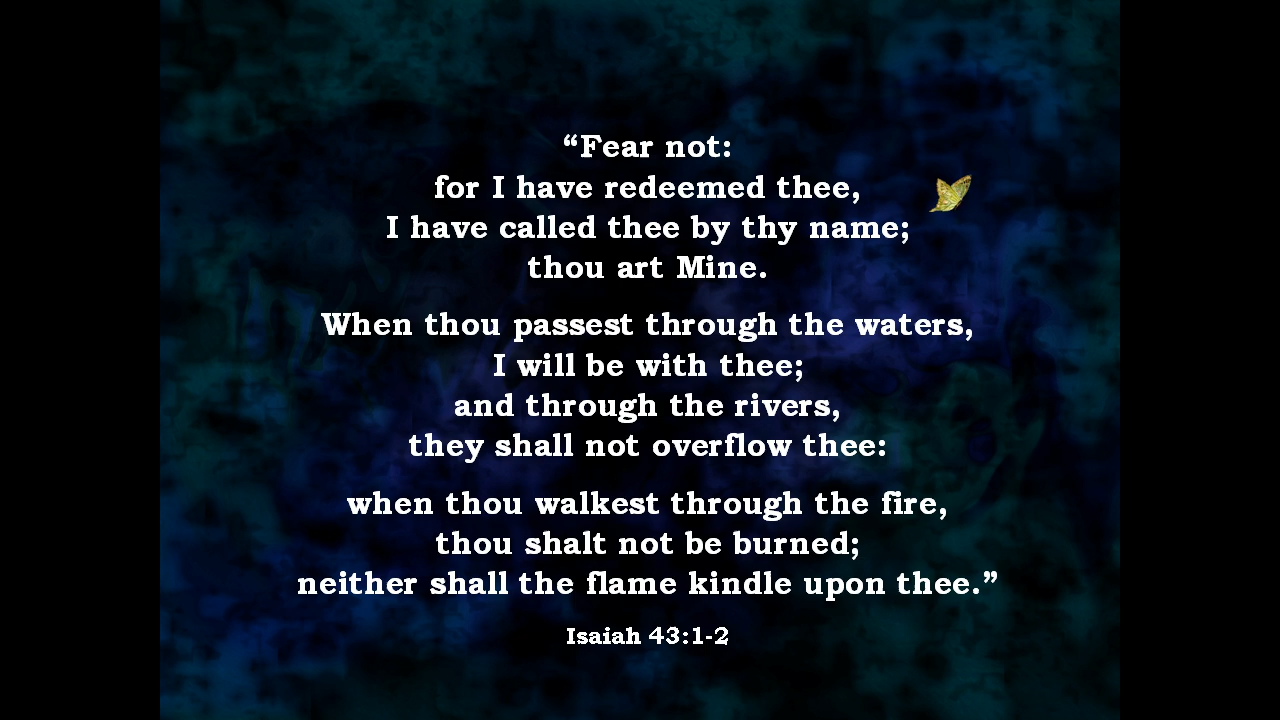 “Fear not:
for I have redeemed thee,
I have called thee by thy name;
thou art Mine.
When thou passest through the waters,
I will be with thee;
and through the rivers,
they shall not overflow thee:
when thou walkest through the fire,
thou shalt not be burned;
neither shall the flame kindle upon thee.”
Isaiah 43:1-2